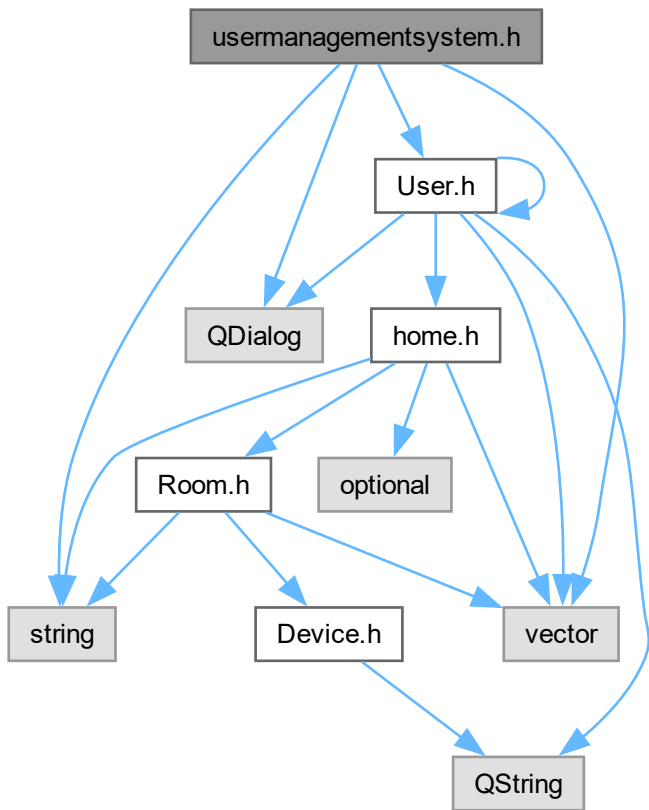 usermanagementsystem.h
User.h
QDialog
home.h
Room.h
optional
string
Device.h
vector
QString